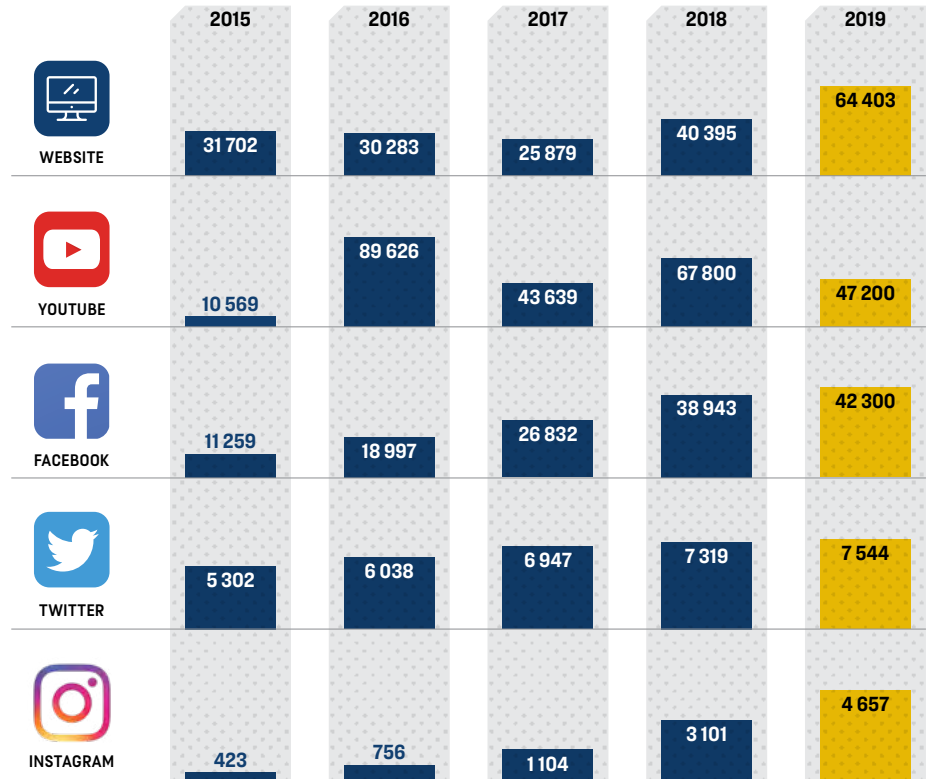 2015 2016 2017 2018 2019
WEBSITE 31 702 30 283 25 879 40 395 64 403
YOUTUBE 10 569 89 626 43 639 67 800 47 200
FACEBOOK 11 259 18 997 26 832 38 943 42 300
TWITTER 5 302 6 038 6 947 7 319 7 544
INSTAGRAM 423 756 1 104 3 101 4 657